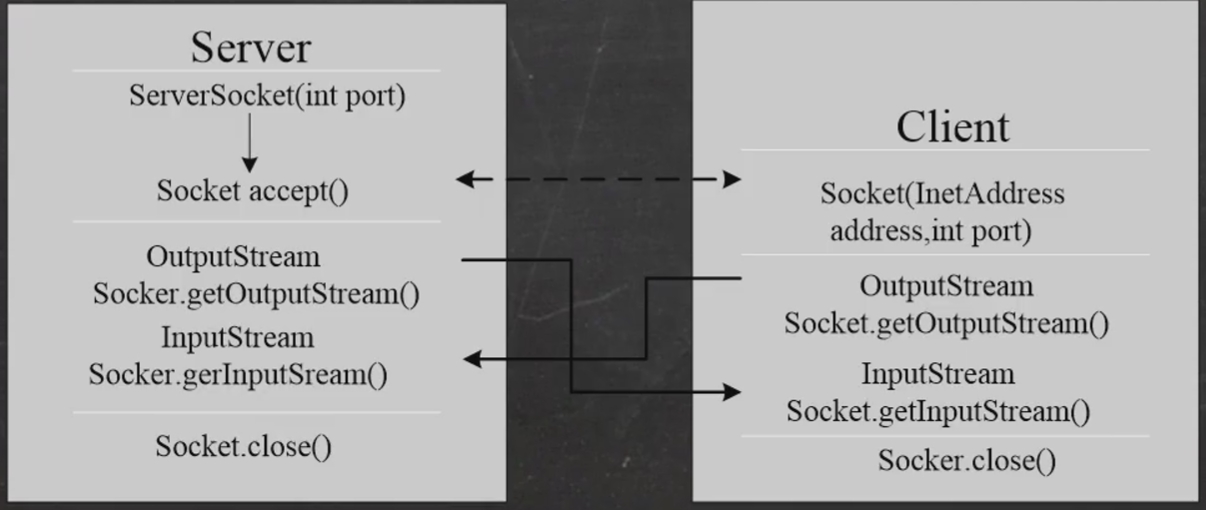 Server
ServerSocket(int port)
Socket accept()
OutputStream
Socker.getOutputStream()
InputStream
Socker.gerInputSream()
Socket.close()
Client
Socket(InetAddress
address,int port)
OutputStream
Socket.getOutputStream()
InputStream
Socket.getInputStream()
Socker.close()